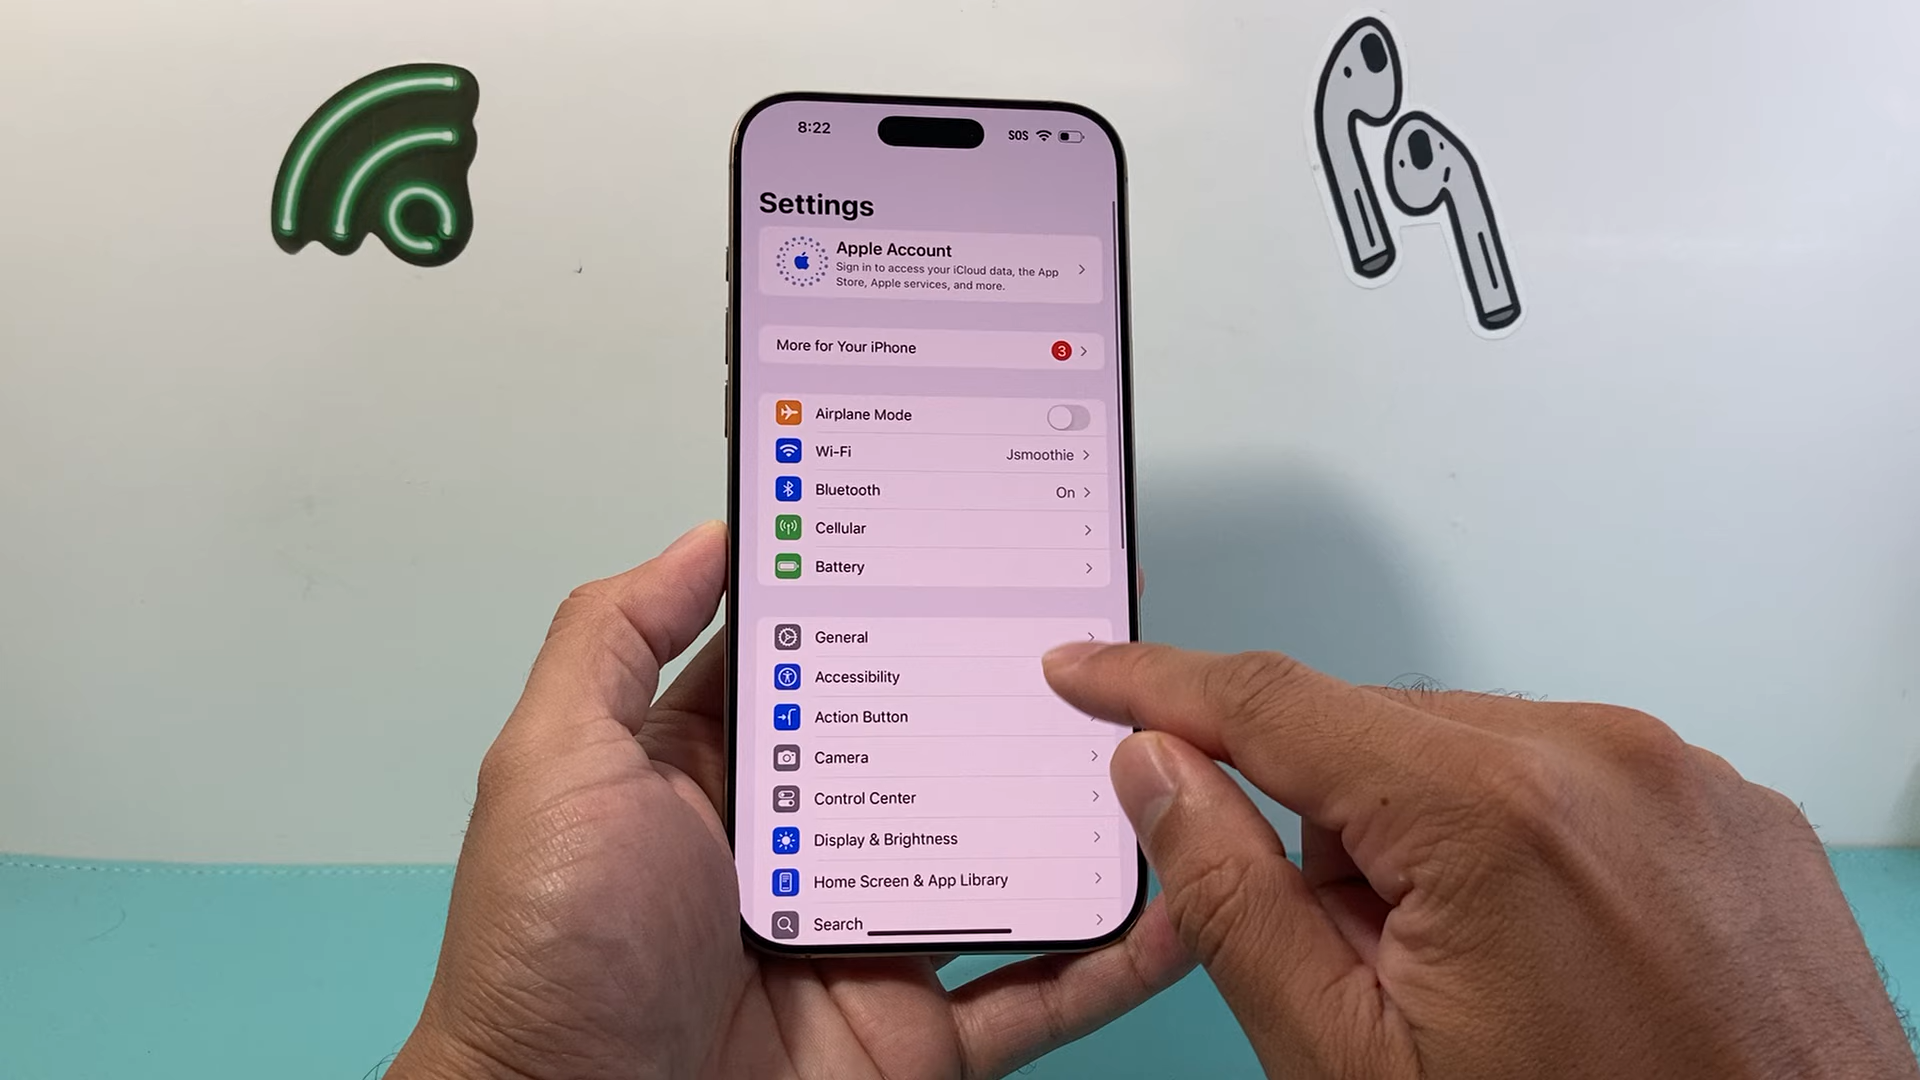 8:22
SOS
Settings
Apple Account
Sign in to access your iCloud data, the App
Store, Apple services, and more.
More for Your iPhone 3
Airplane Mode
Wi-Fi Jsmoothie
Bluetooth On
Cellular
Battery
General
Accessibility
Action Button
Camera
Control Center
Display & Brightness
Home Screen & App Library
Search